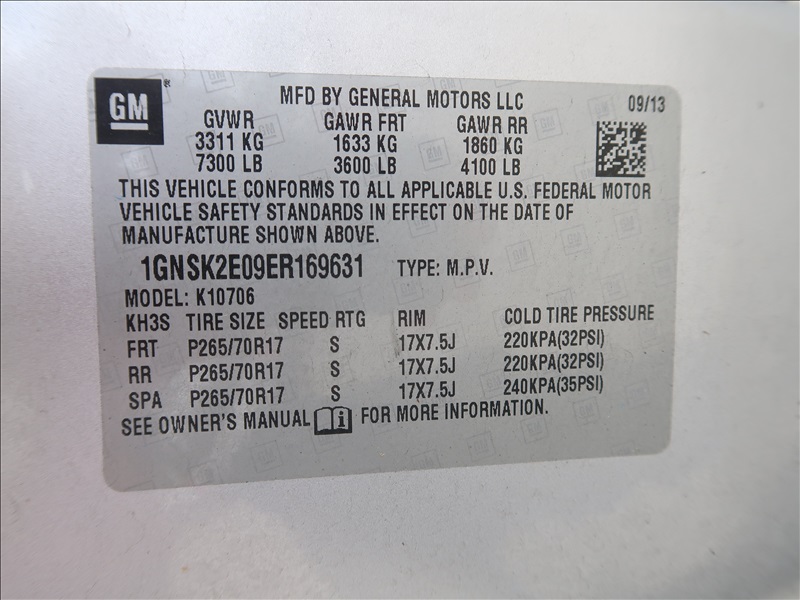 GM®
MFD BY GENERAL MOTORS LLC 09/13
GVWR GAWR FRT GAWR RR
3311 KG 1633 KG 1860 KG
7300 LB 3600 LB 4100 LB
THIS VEHICLE CONFORMS TO ALL APPLICABLE U.S. FEDERAL MOTOR
VEHICLE SAFETY STANDARDS IN EFFECT ON THE DATE OF
MANUFACTURE SHOWN ABOVE.
1GNSK2E09ER169631 TYPE: M.P.V.
MODEL: K10706
KH3S TIRE SIZE SPEED RTG RIM COLD TIRE PRESSURE
FRT P265/70R17 S 17X7.5J 220KPA(32PSI)
RR P265/70R17 S 17X7.5J 220KPA(32PSI)
SPA P265/70R17 S 17X7.5J 240KPA(35PSI)
SEE OWNER'S MANUAL i FOR MORE INFORMATION.